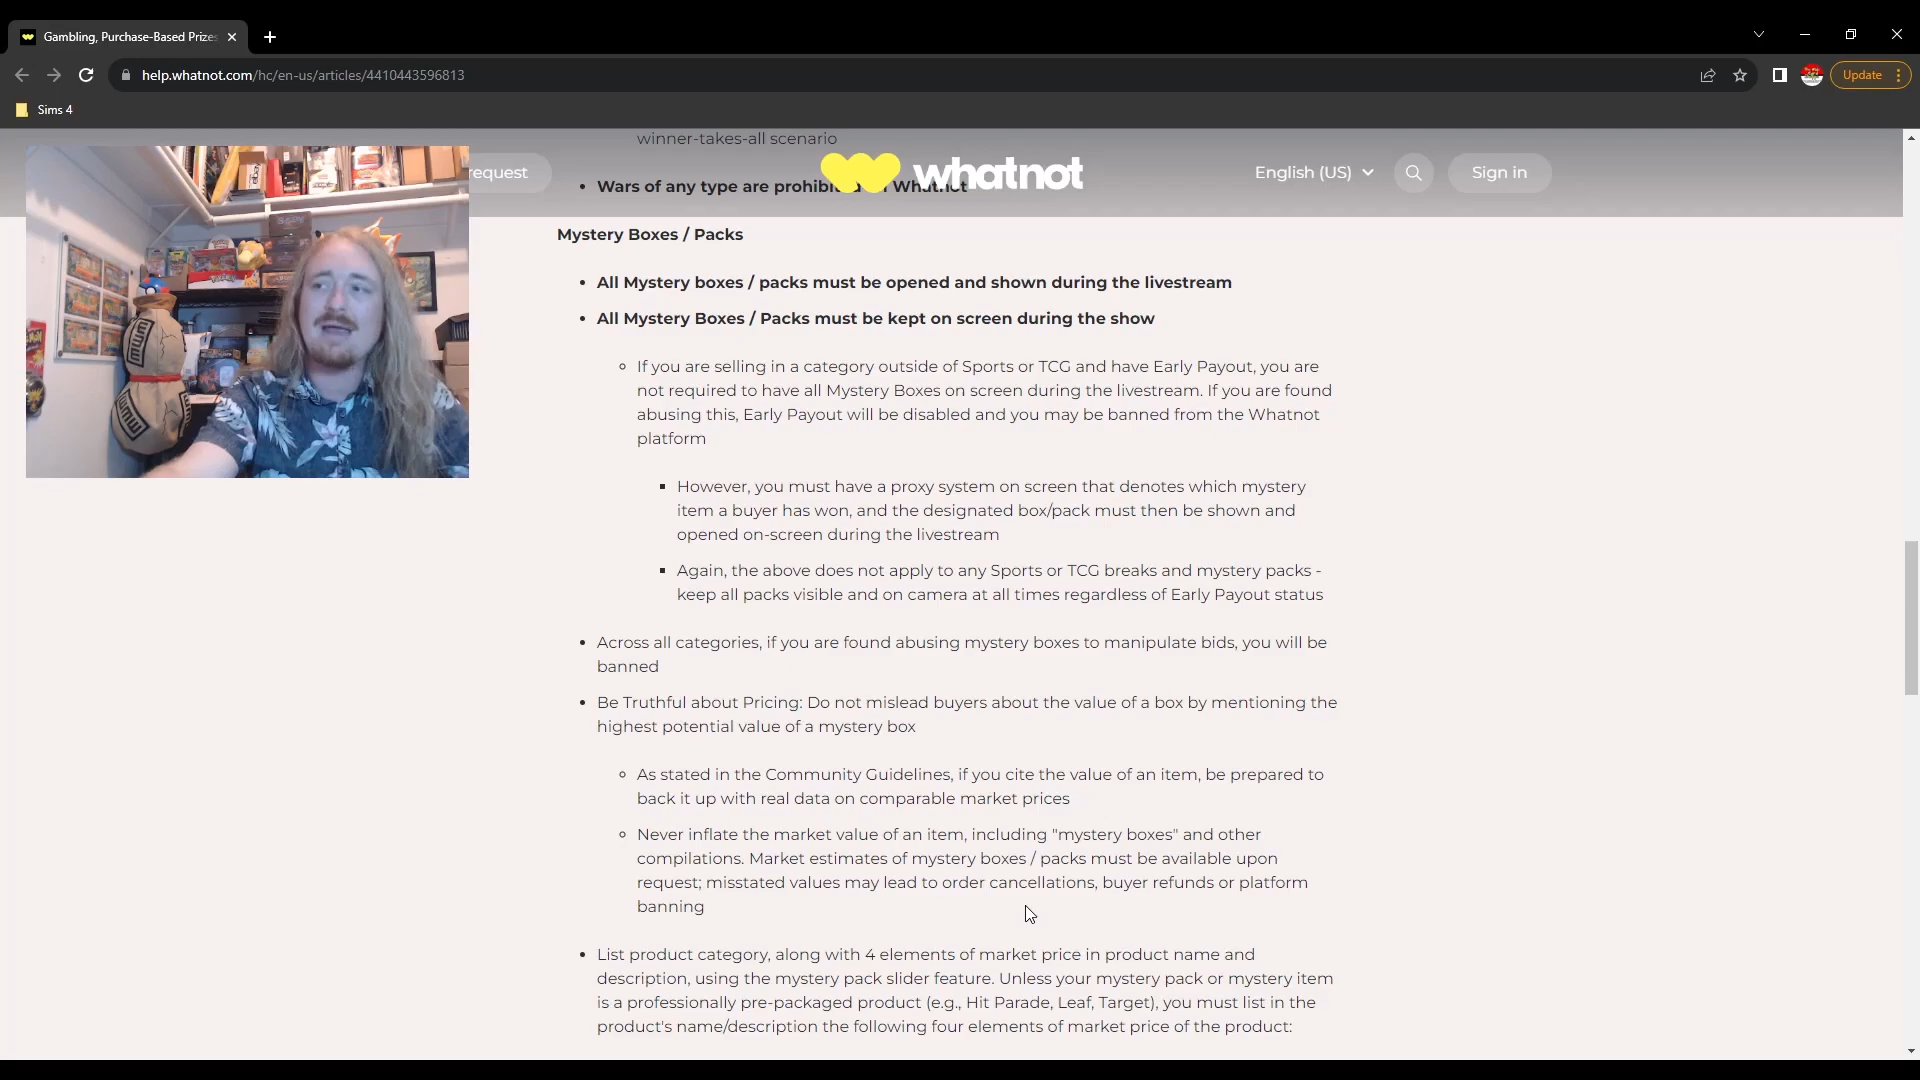 Gambling, Purchase-Based Prizes
help.whatnot.com/hc/en-us/articles/4410443596813
Update
Sims 4
winner-takes-all scenario
request
whatnot
English (US)
Sign in
• Wars of any type are prohibited on Whatnot
Mystery Boxes / Packs
• All Mystery boxes / packs must be opened and shown during the livestream
• All Mystery Boxes / Packs must be kept on screen during the show
◦ If you are selling in a category outside of Sports or TCG and have Early Payout, you are
not required to have all Mystery Boxes on screen during the livestream. If you are found
abusing this, Early Payout will be disabled and you may be banned from the Whatnot
platform
▪ However, you must have a proxy system on screen that denotes which mystery
item a buyer has won, and the designated box/pack must then be shown and
opened on-screen during the livestream
▪ Again, the above does not apply to any Sports or TCG breaks and mystery packs -
keep all packs visible and on camera at all times regardless of Early Payout status
• Across all categories, if you are found abusing mystery boxes to manipulate bids, you will be
banned
• Be Truthful about Pricing: Do not mislead buyers about the value of a box by mentioning the
highest potential value of a mystery box
◦ As stated in the Community Guidelines, if you cite the value of an item, be prepared to
back it up with real data on comparable market prices
◦ Never inflate the market value of an item, including "mystery boxes" and other
compilations. Market estimates of mystery boxes / packs must be available upon
request; misstated values may lead to order cancellations, buyer refunds or platform
banning
• List product category, along with 4 elements of market price in product name and
description, using the mystery pack slider feature. Unless your mystery pack or mystery item
is a professionally pre-packaged product (e.g., Hit Parade, Leaf, Target), you must list in the
product's name/description the following four elements of market price of the product: